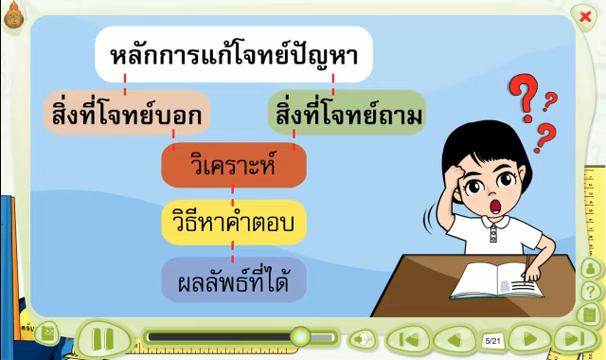 หลักการแก้โจทย์ปัญหา
สิ่งที่โจทย์บอก
สิ่งที่โจทย์ถาม
วิเคราะห์
วิธีหาคำตอบ
ผลลัพธ์ที่ได้
5/21